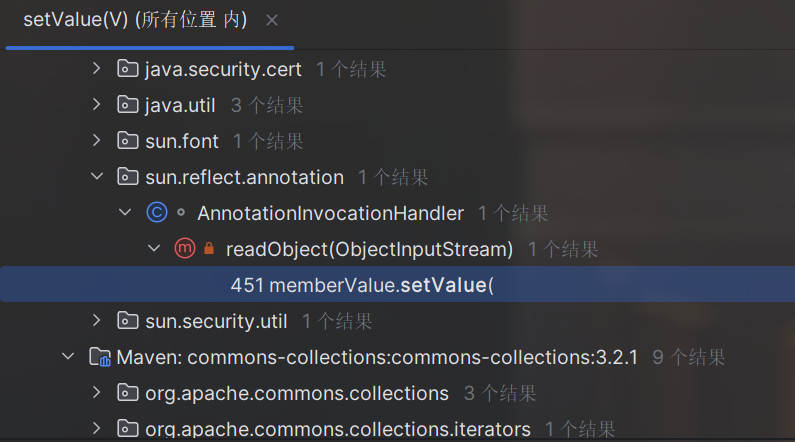 setValue(V) (所有位置 内)
java.security.cert 1 个结果
java.util 3 个结果
sun.font 1 个结果
sun.reflect.annotation 1 个结果
AnnotationInvocationHandler 1 个结果
readObject(ObjectInputStream) 1 个结果
451 memberValue.setValue(
sun.security.util 1 个结果
Maven: commons-collections:commons-collections:3.2.1 9 个结果
org.apache.commons.collections 3 个结果
org.apache.commons.collections.iterators 1 个结果